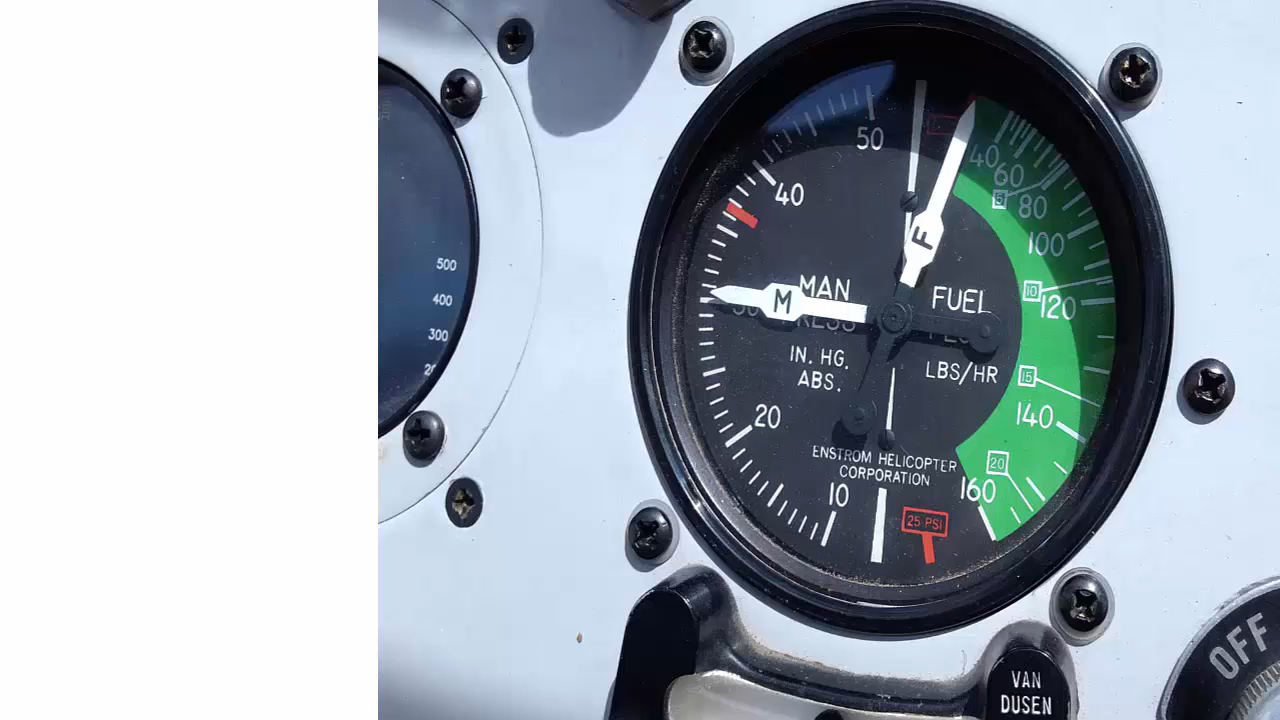 500
400
300
50
40
20
10
MAN
IN. HG.
ABS.
FUEL
LBS/HR
40
60
80
100
120
140
160
5
10
15
20
25 PSI
ENSTROM HELICOPTER
CORPORATION
M
F
VAN
DUSEN
OFF